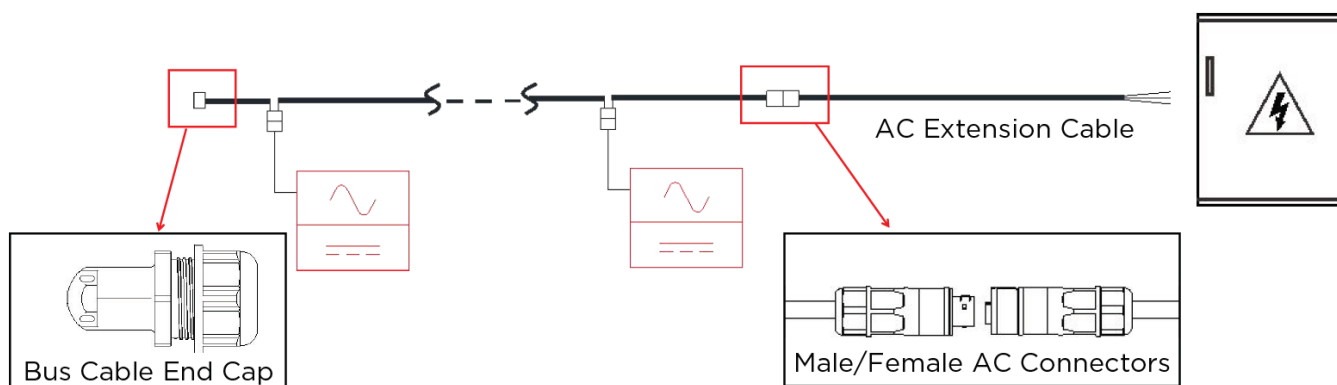 AC Extension Cable
Bus Cable End Cap
Male/Female AC Connectors